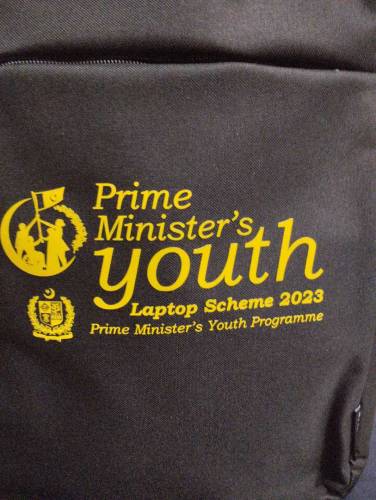 Prime
Minister's
youth
Laptop Scheme 2023
Prime Minister's Youth Programme